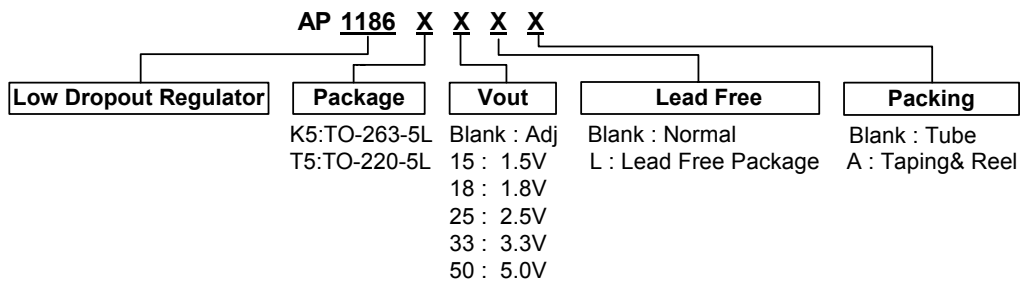 AP 1186 X X X X
Low Dropout Regulator
Package
Vout
Lead Free
Packing
K5:TO-263-5L
T5:TO-220-5L
Blank : Adj
15 : 1.5V
18 : 1.8V
25 : 2.5V
33 : 3.3V
50 : 5.0V
Blank : Normal
L : Lead Free Package
Blank : Tube
A : Taping& Reel